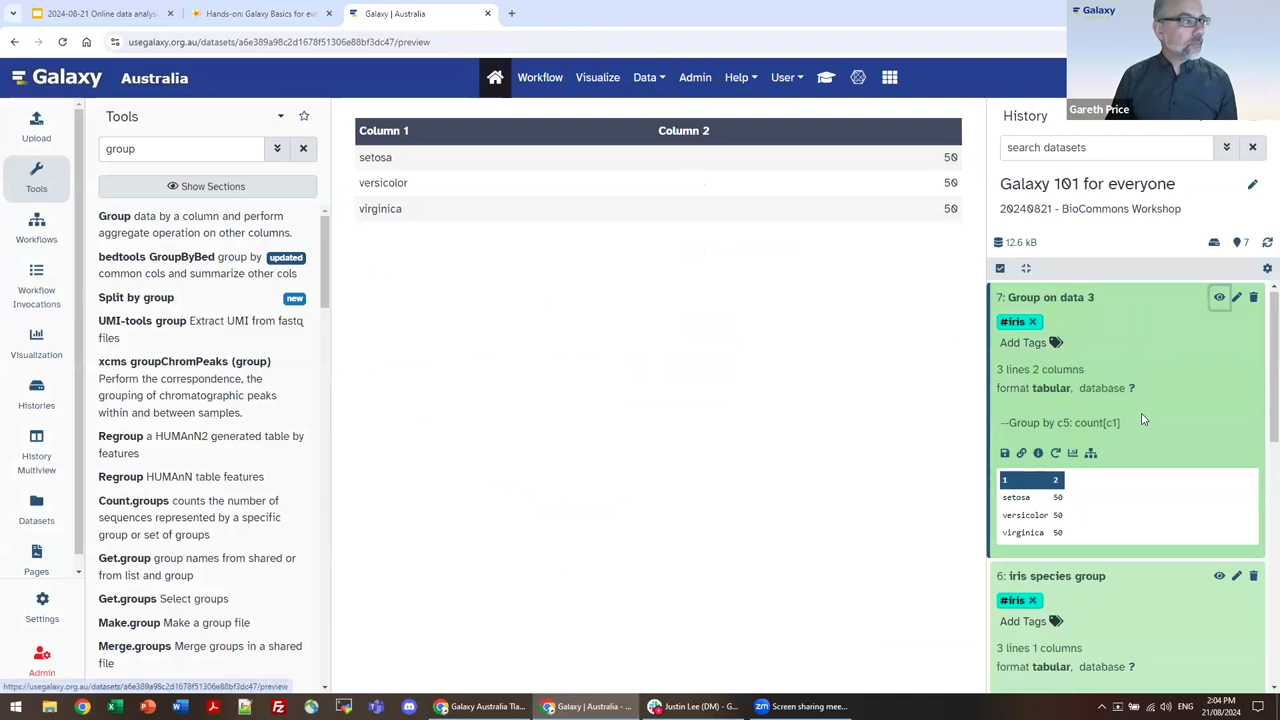 2024-08-21 Online data analysi
Hands-on: Galaxy Basics for ev
Galaxy | Australia
usegalaxy.org.au/datasets/a6e389a98c2d1678f51306e88bf3dc47/preview
Galaxy
Australia
Workflow
Visualize
Data
Admin
Help
User
Galaxy
Gareth Price
Upload
Tools
Workflows
Workflow
Invocations
Visualization
Histories
History
Multiview
Datasets
Pages
Settings
Admin
Tools
group
Show Sections
Group data by a column and perform
aggregate operation on other columns.
bedtools GroupByBed group by updated
common cols and summarize other cols
Split by group new
UMI-tools group Extract UMI from fastq
files
xcms groupChromPeaks (group)
Perform the correspondence, the
grouping of chromatographic peaks
within and between samples.
Regroup a HUMAnN2 generated table by
features
Regroup HUMAnN table features
Count.groups counts the number of
sequences represented by a specific
group or set of groups
Get.group group names from shared or
from list and group
Get.groups Select groups
Make.group Make a group file
Merge.groups Merge groups in a shared
file
Column 1 Column 2
setosa 50
versicolor 50
virginica 50
History
search datasets
Galaxy 101 for everyone
20240821 - BioCommons Workshop
12.6 kB
7
7: Group on data 3
#iris ×
Add Tags
3 lines 2 columns
format tabular, database ?
--Group by c5: count[c1]
1 2
setosa 50
versicolor 50
virginica 50
6: iris species group
#iris ×
Add Tags
3 lines 1 columns
format tabular, database ?
https://usegalaxy.org.au/datasets/a6e389a98c2d1678f51306e88bf3dc47/preview
Galaxy Australia Tla...
Galaxy | Australia - ...
Justin Lee (DM) - G...
Screen sharing mee...
ENG
2:04 PM
21/08/2024